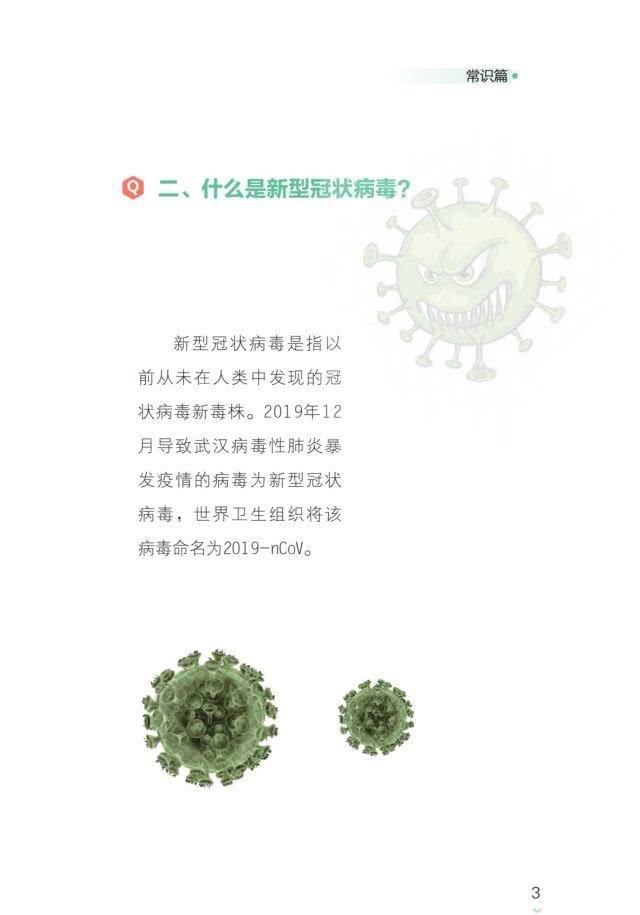 常识篇
Q 二、什么是新型冠状病毒?
新型冠状病毒是指以
前从未在人类中发现的冠
状病毒新毒株。2019年12
月导致武汉病毒性肺炎暴
发疫情的病毒为新型冠状
病毒，世界卫生组织将该
病毒命名为2019-nCoV。
3